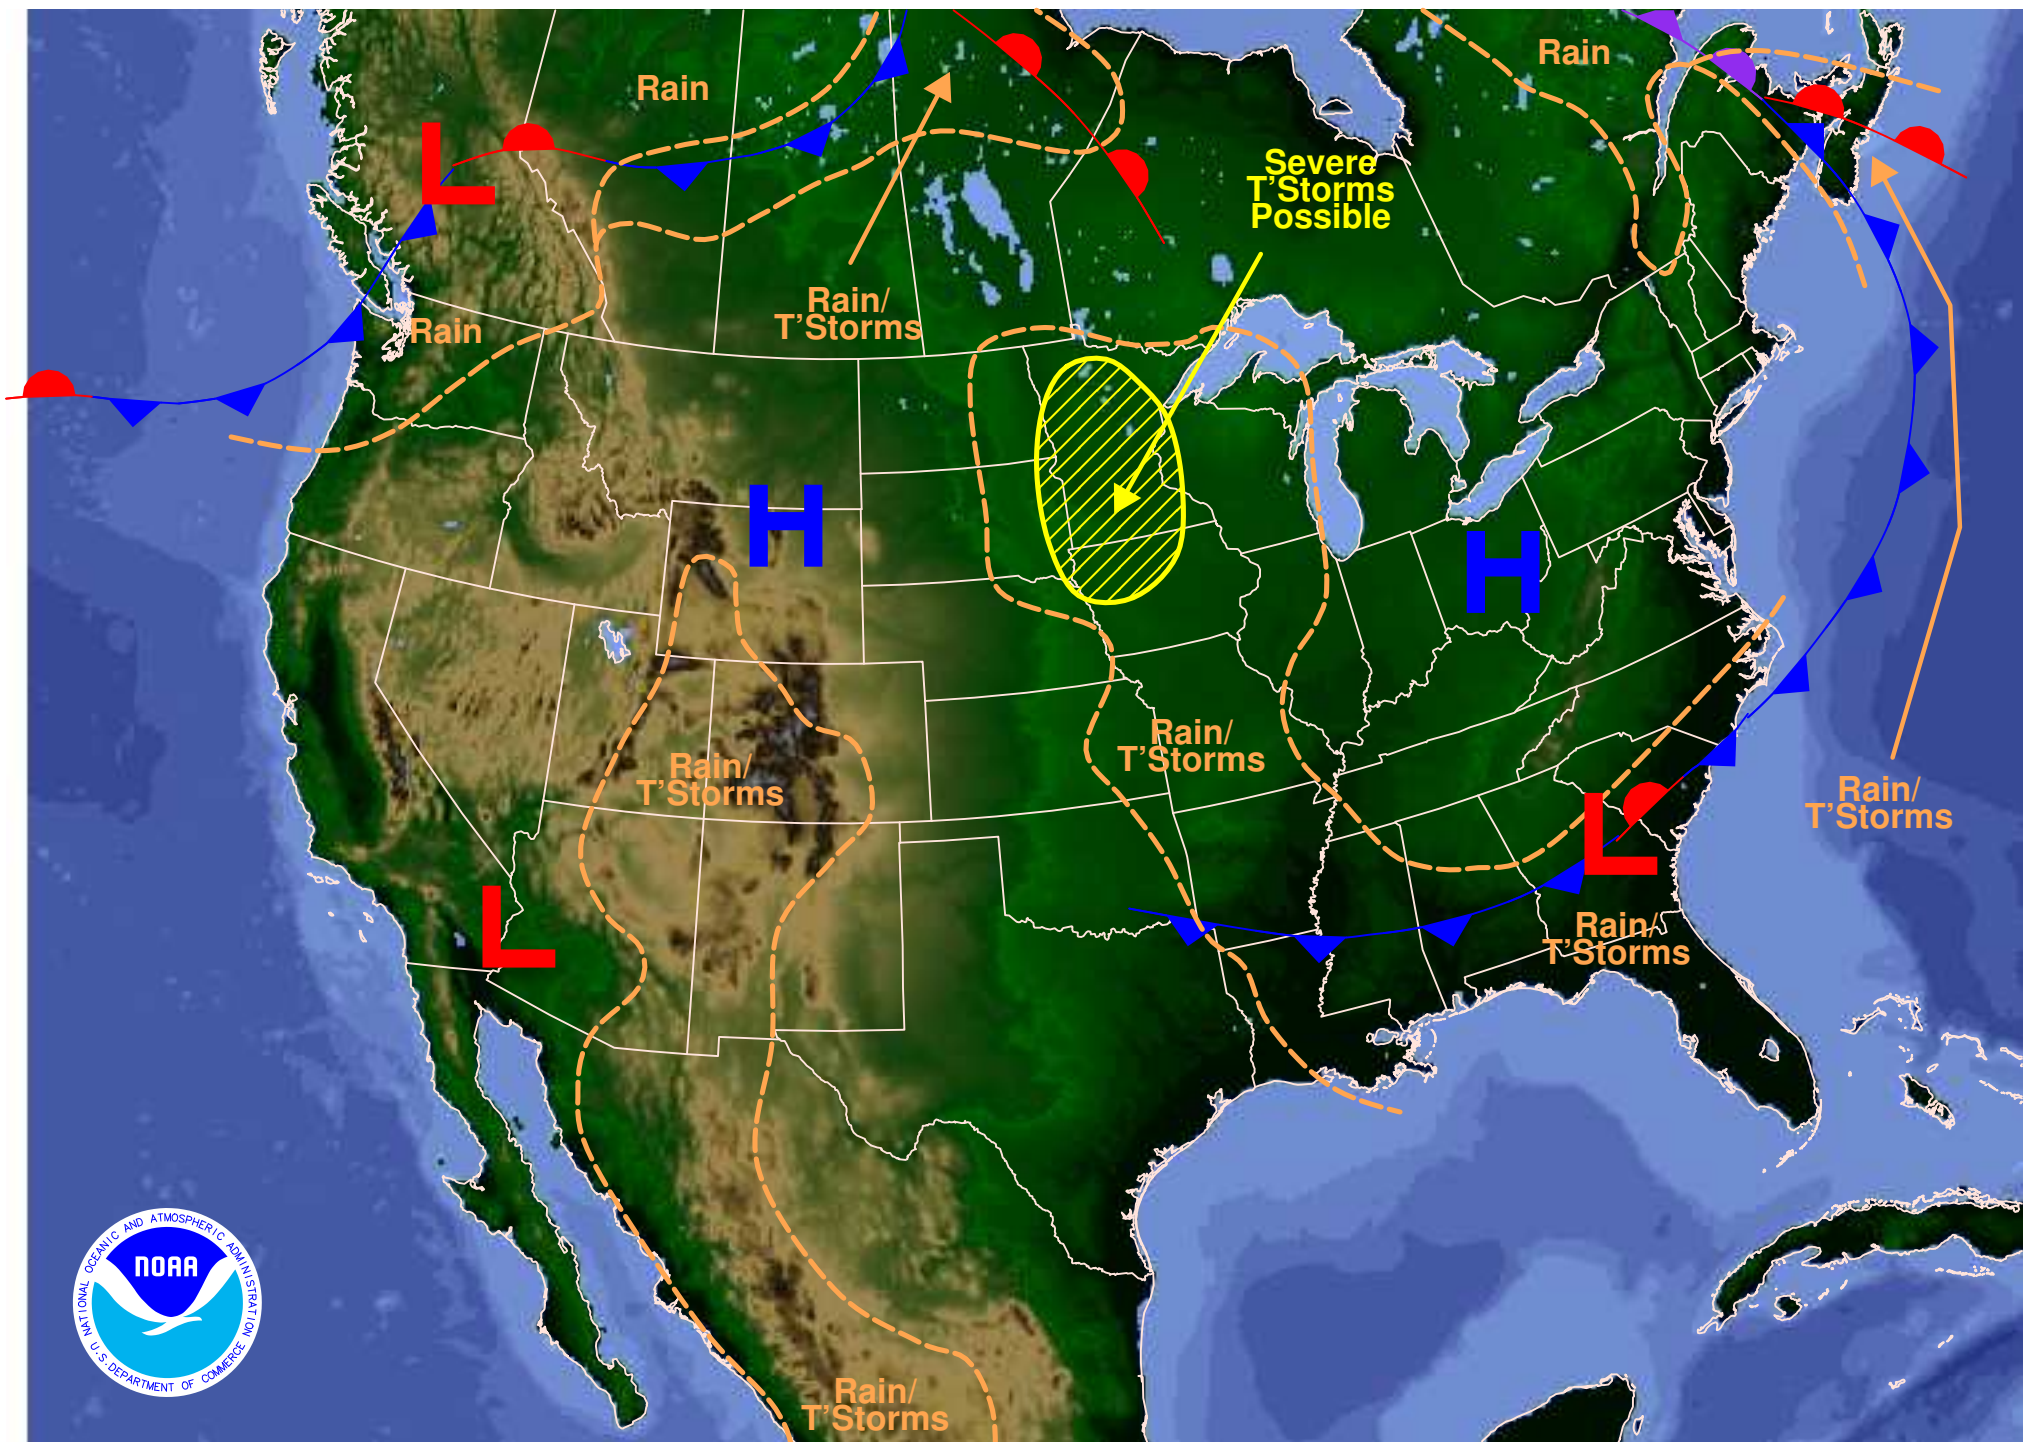 Rain
Rain
L
Severe
T'Storms
Possible
Rain/
T'Storms
Rain
H
H
Rain/
T'Storms
Rain/
T'Storms
Rain/
T'Storms
L
L
Rain/
T'Storms
NATIONAL OCEANIC AND ATMOSPHERIC ADMINISTRATION
NOAA
U.S. DEPARTMENT OF COMMERCE
Rain/
T'Storms